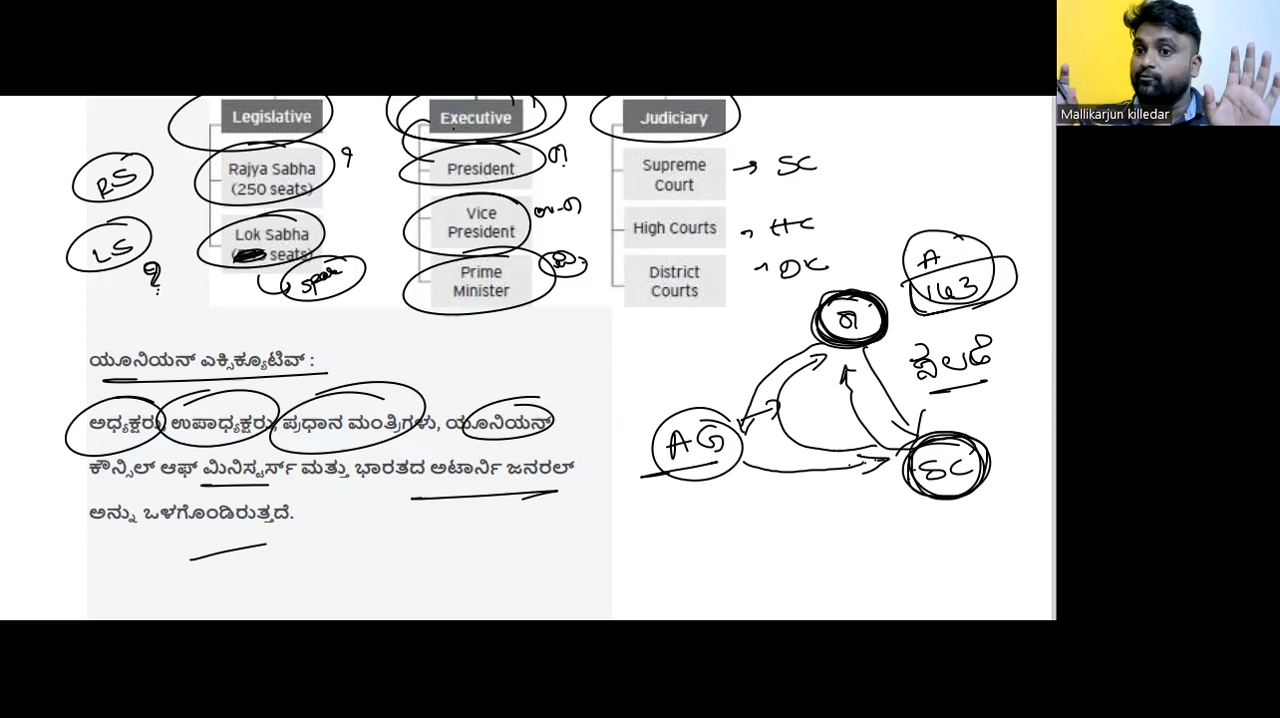 Mallikarjun killedar
Legislative
Executive
Judiciary
RS
Rajya Sabha
(250 seats)
President
Supreme
Court
SC
LS
Lok Sabha
seats)
Vice
President
High Courts
HC
Prime
Minister
District
Courts
DC
A
143
ರಾ
AG
SC
ಯೂನಿಯನ್ ಎಕ್ಸಿಕ್ಯೂಟಿವ್ :
ಅಧ್ಯಕ್ಷರು, ಉಪಾಧ್ಯಕ್ಷರು, ಪ್ರಧಾನ ಮಂತ್ರಿಗಳು, ಯೂನಿಯನ್
ಕೌನ್ಸಿಲ್ ಆಫ್ ಮಿನಿಸ್ಟರ್ಸ್ ಮತ್ತು ಭಾರತದ ಅಟಾರ್ನಿ ಜನರಲ್
ಅನ್ನು ಒಳಗೊಂಡಿರುತ್ತದೆ.